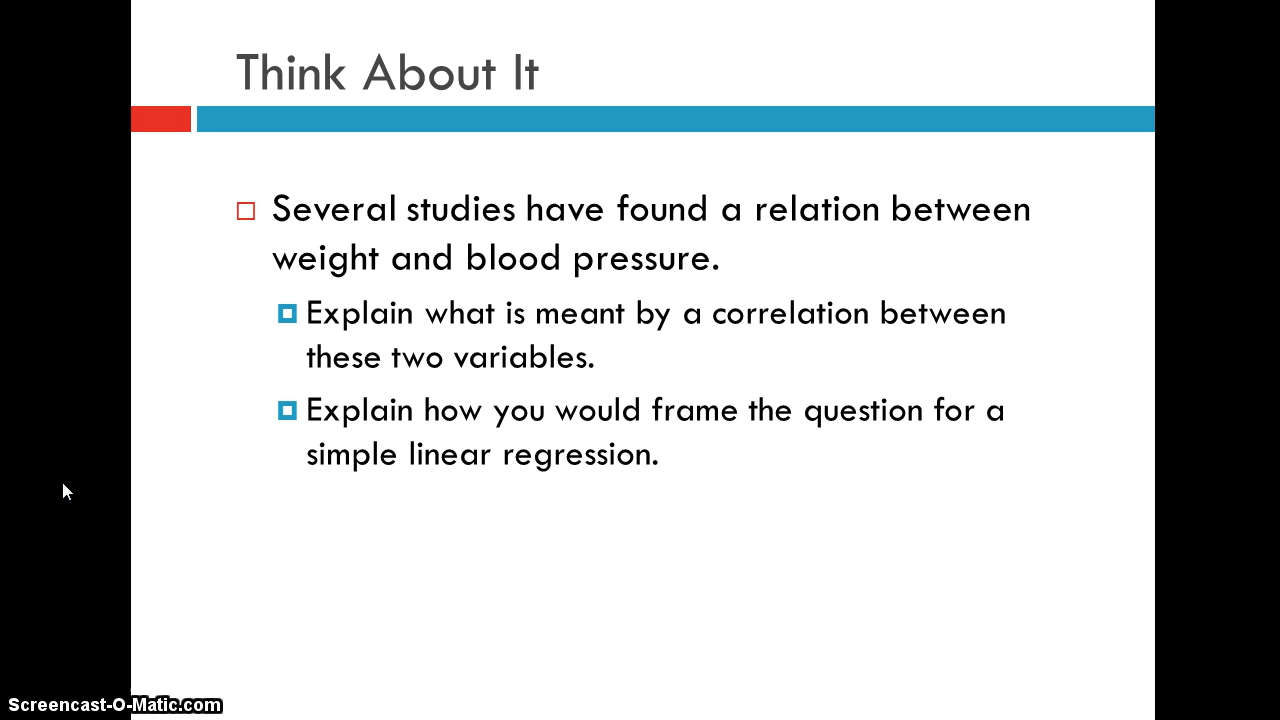 Think About It
Several studies have found a relation between
weight and blood pressure.
Explain what is meant by a correlation between
these two variables.
Explain how you would frame the question for a
simple linear regression.
Screencast-O-Matic.com